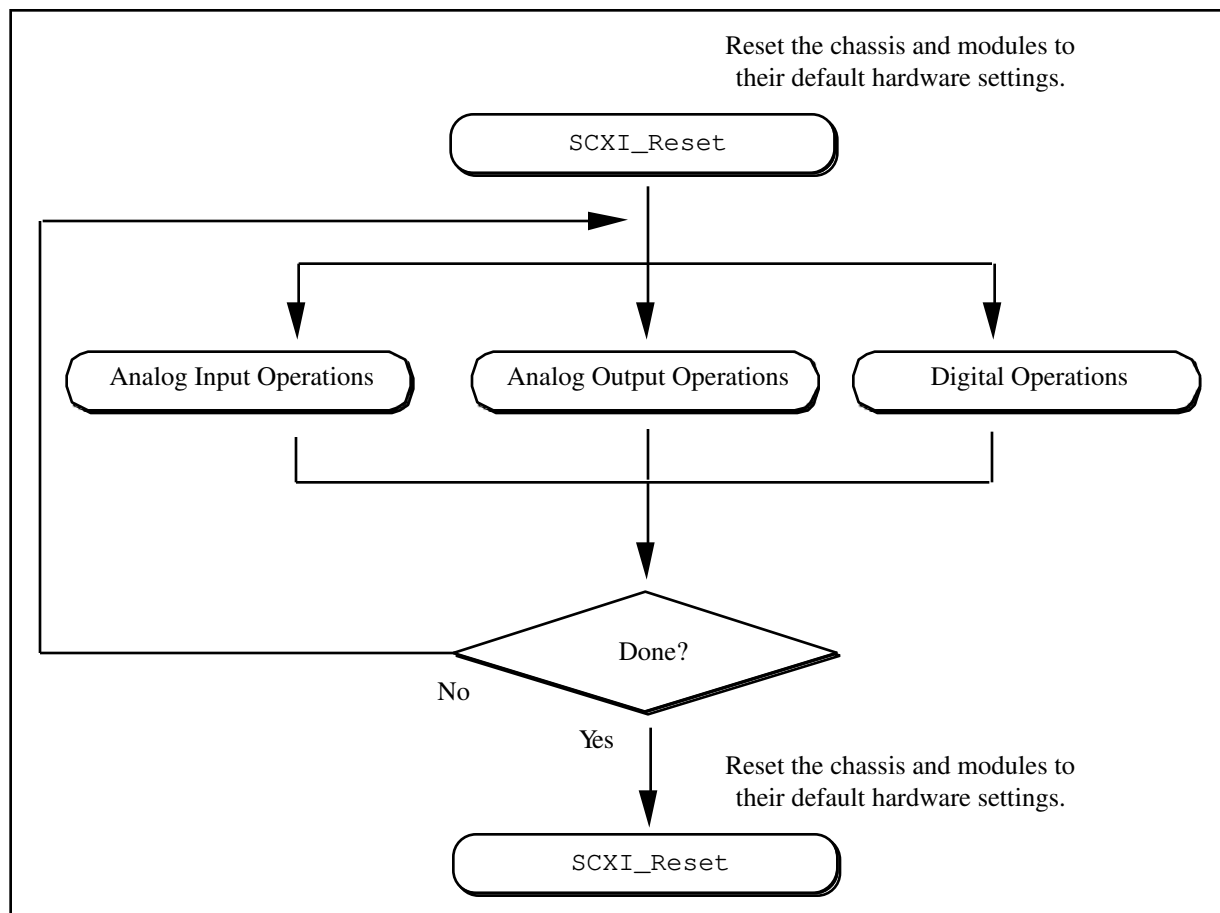 Reset the chassis and modules to
their default hardware settings.
SCXI_Reset
Analog Input Operations
Analog Output Operations
Digital Operations
Done?
No
Yes
Reset the chassis and modules to
their default hardware settings.
SCXI_Reset